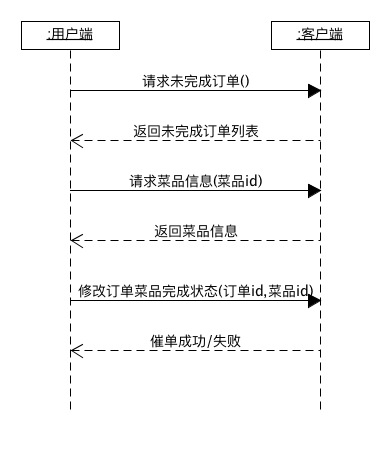 :用户端
:客户端
请求未完成订单()
返回未完成订单列表
请求菜品信息(菜品id)
返回菜品信息
修改订单菜品完成状态(订单id,菜品id)
催单成功/失败